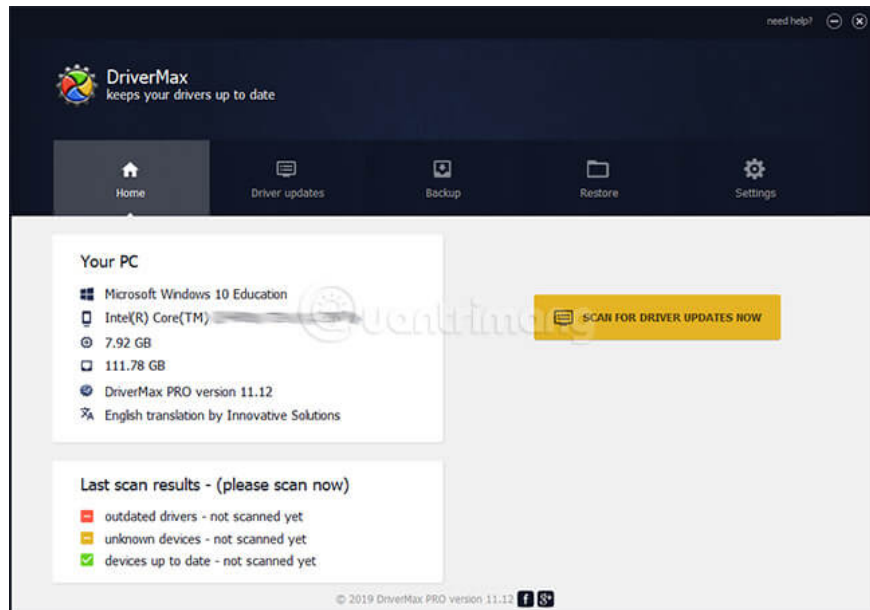 need help?
DriverMax
keeps your drivers up to date
Home
Driver updates
Backup
Restore
Settings
Your PC
Microsoft Windows 10 Education
Intel(R) Core(TM)
7.92 GB
111.78 GB
DriverMax PRO version 11.12
English translation by Innovative Solutions
SCAN FOR DRIVER UPDATES NOW
Quantrimang
Last scan results - (please scan now)
outdated drivers - not scanned yet
unknown devices - not scanned yet
devices up to date - not scanned yet
© 2019 DriverMax PRO version 11.12